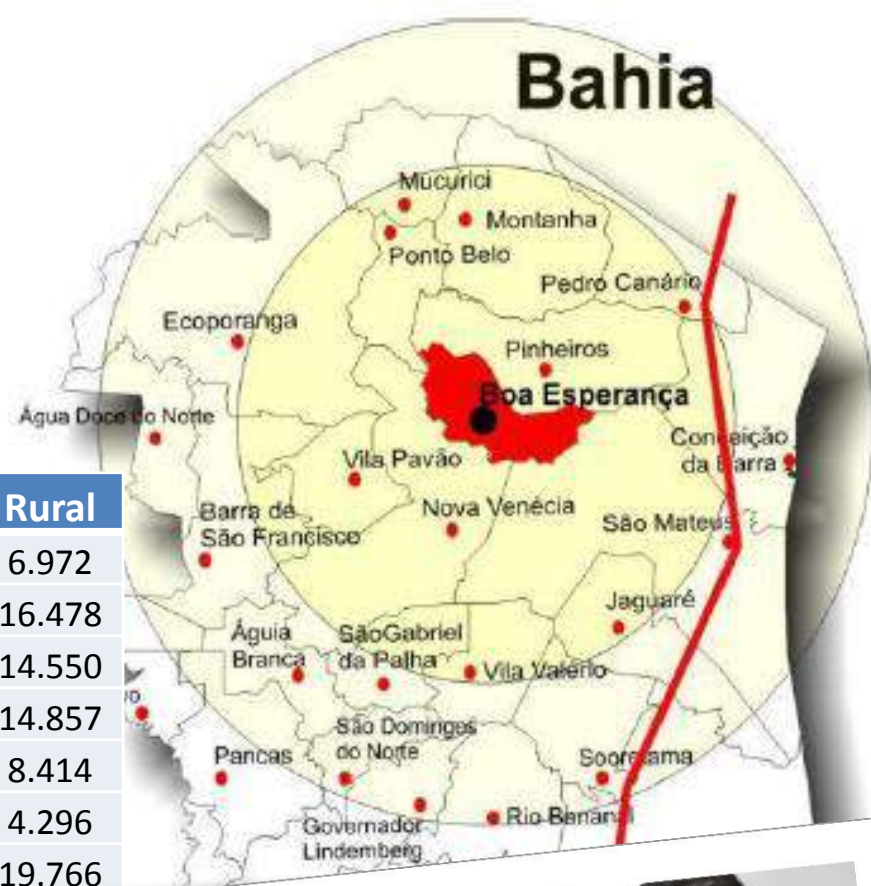 Bahia
Mucurici
Montanha
Ponto Belo
Pedro Canário
Ecoporanga
Pinheiros
Boa Esperança
Água Doce do Norte
Conceição
da Barra
Vila Pavão
Barra de
São Francisco
Nova Venécia
São Mateus
Jaguaré
Águia
Branca
São Gabriel
da Palha
Vila Valério
São Domingos
do Norte
Pancas
Sooretama
Governador
Lindemberg
Rio Bananal
Rural
6.972
16.478
14.550
14.857
8.414
4.296
19.766